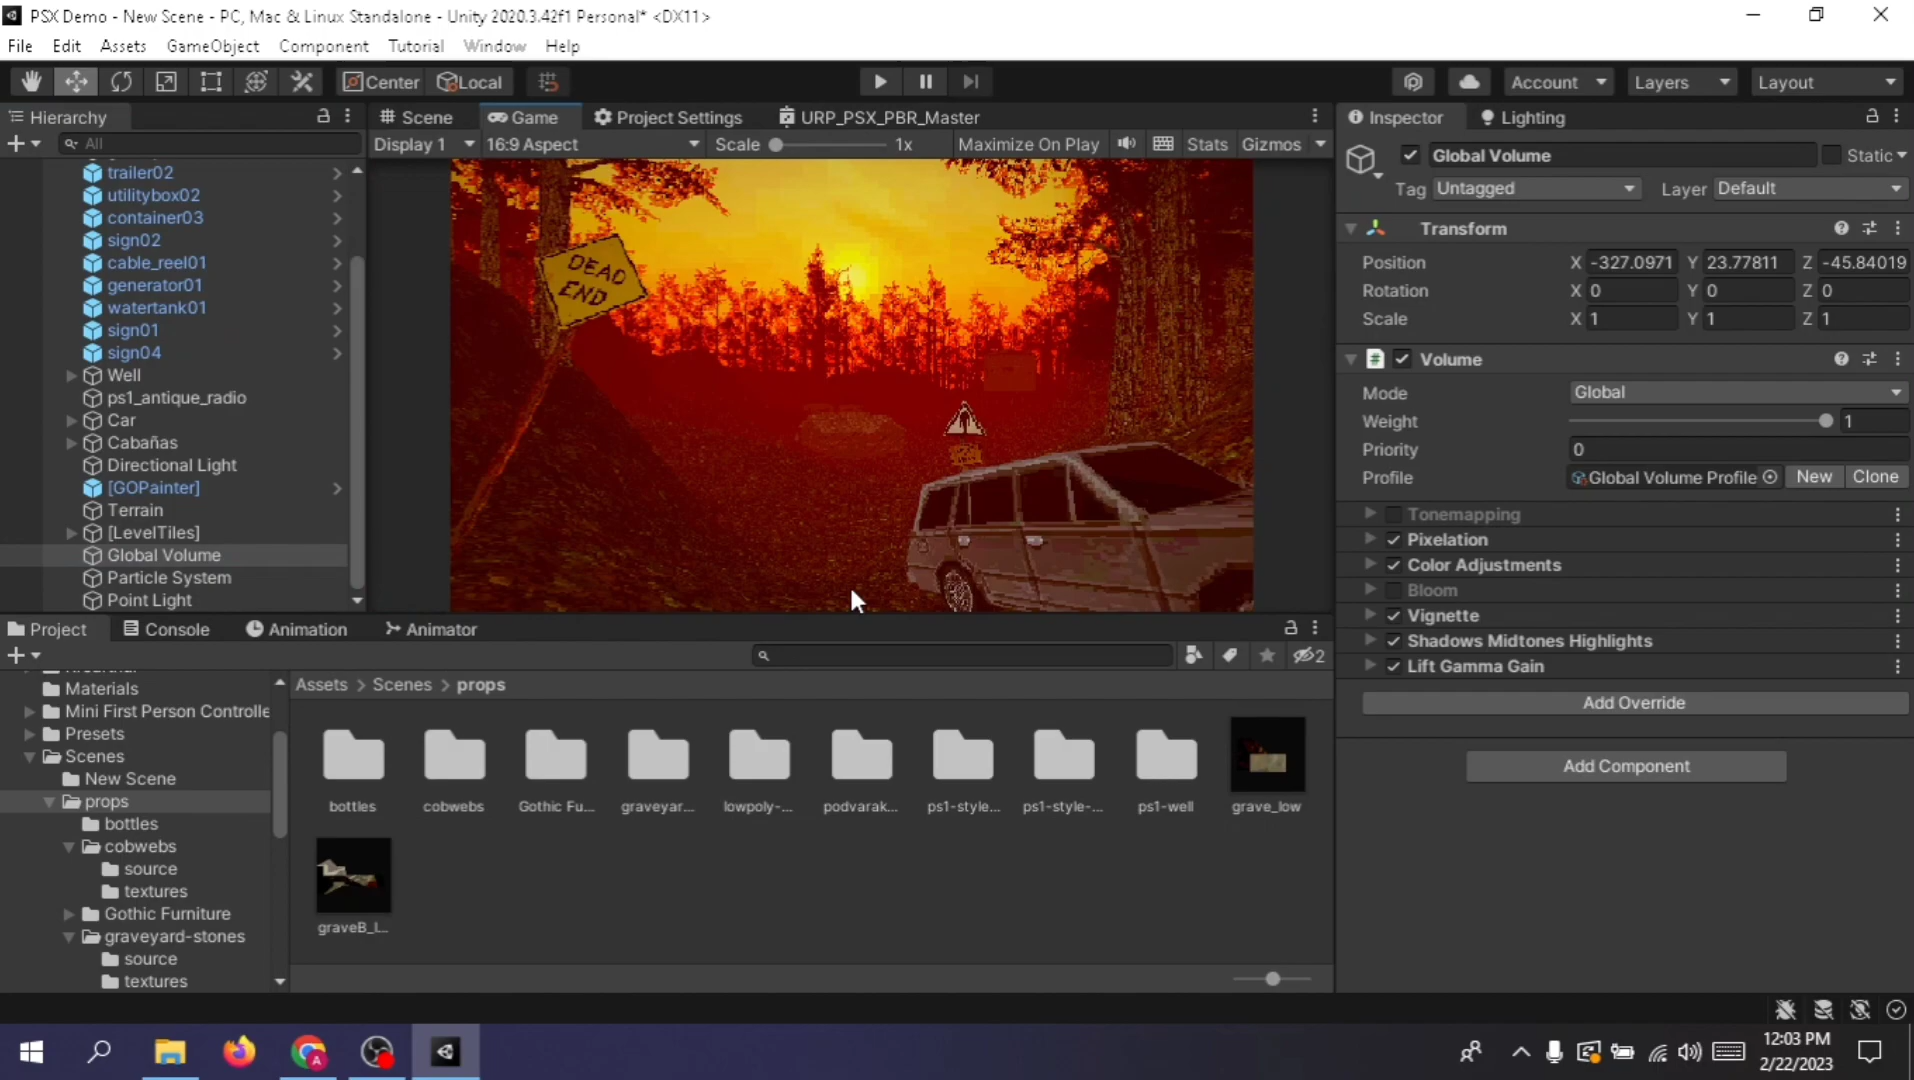 PSX Demo - New Scene - PC, Mac & Linux Standalone - Unity 2020.3.42f1 Personal* <DX11>
File Edit Assets GameObject Component Tutorial Window Help
Center Local Account Layers Layout
Hierarchy
Scene Game Project Settings URP_PSX_PBR_Master
Inspector Lighting
All
Display 1 16:9 Aspect Scale 1x Maximize On Play Stats Gizmos
Global Volume Static
Tag Untagged Layer Default
trailer02
utilitybox02
container03
sign02
cable_reel01
generator01
watertank01
sign01
sign04
Well
ps1_antique_radio
Car
Cabañas
Directional Light
[GOPainter]
Terrain
[LevelTiles]
Global Volume
Particle System
Point Light
DEAD
END
Transform
Position X -327.0971 Y 23.77811 Z -45.84019
Rotation X 0 Y 0 Z 0
Scale X 1 Y 1 Z 1
Volume
Mode Global
Weight 1
Priority 0
Profile Global Volume Profile New Clone
Tonemapping
Pixelation
Color Adjustments
Bloom
Vignette
Shadows Midtones Highlights
Lift Gamma Gain
Add Override
Add Component
Project Console Animation Animator
2
Materials
Mini First Person Controlle
Presets
Scenes
New Scene
props
bottles
cobwebs
source
textures
Gothic Furniture
graveyard-stones
source
textures
Assets > Scenes > props
bottles cobwebs Gothic Fu... graveyar... lowpoly-... podvarak... ps1-style... ps1-style-... ps1-well grave_low
graveB_l...
12:03 PM
2/22/2023